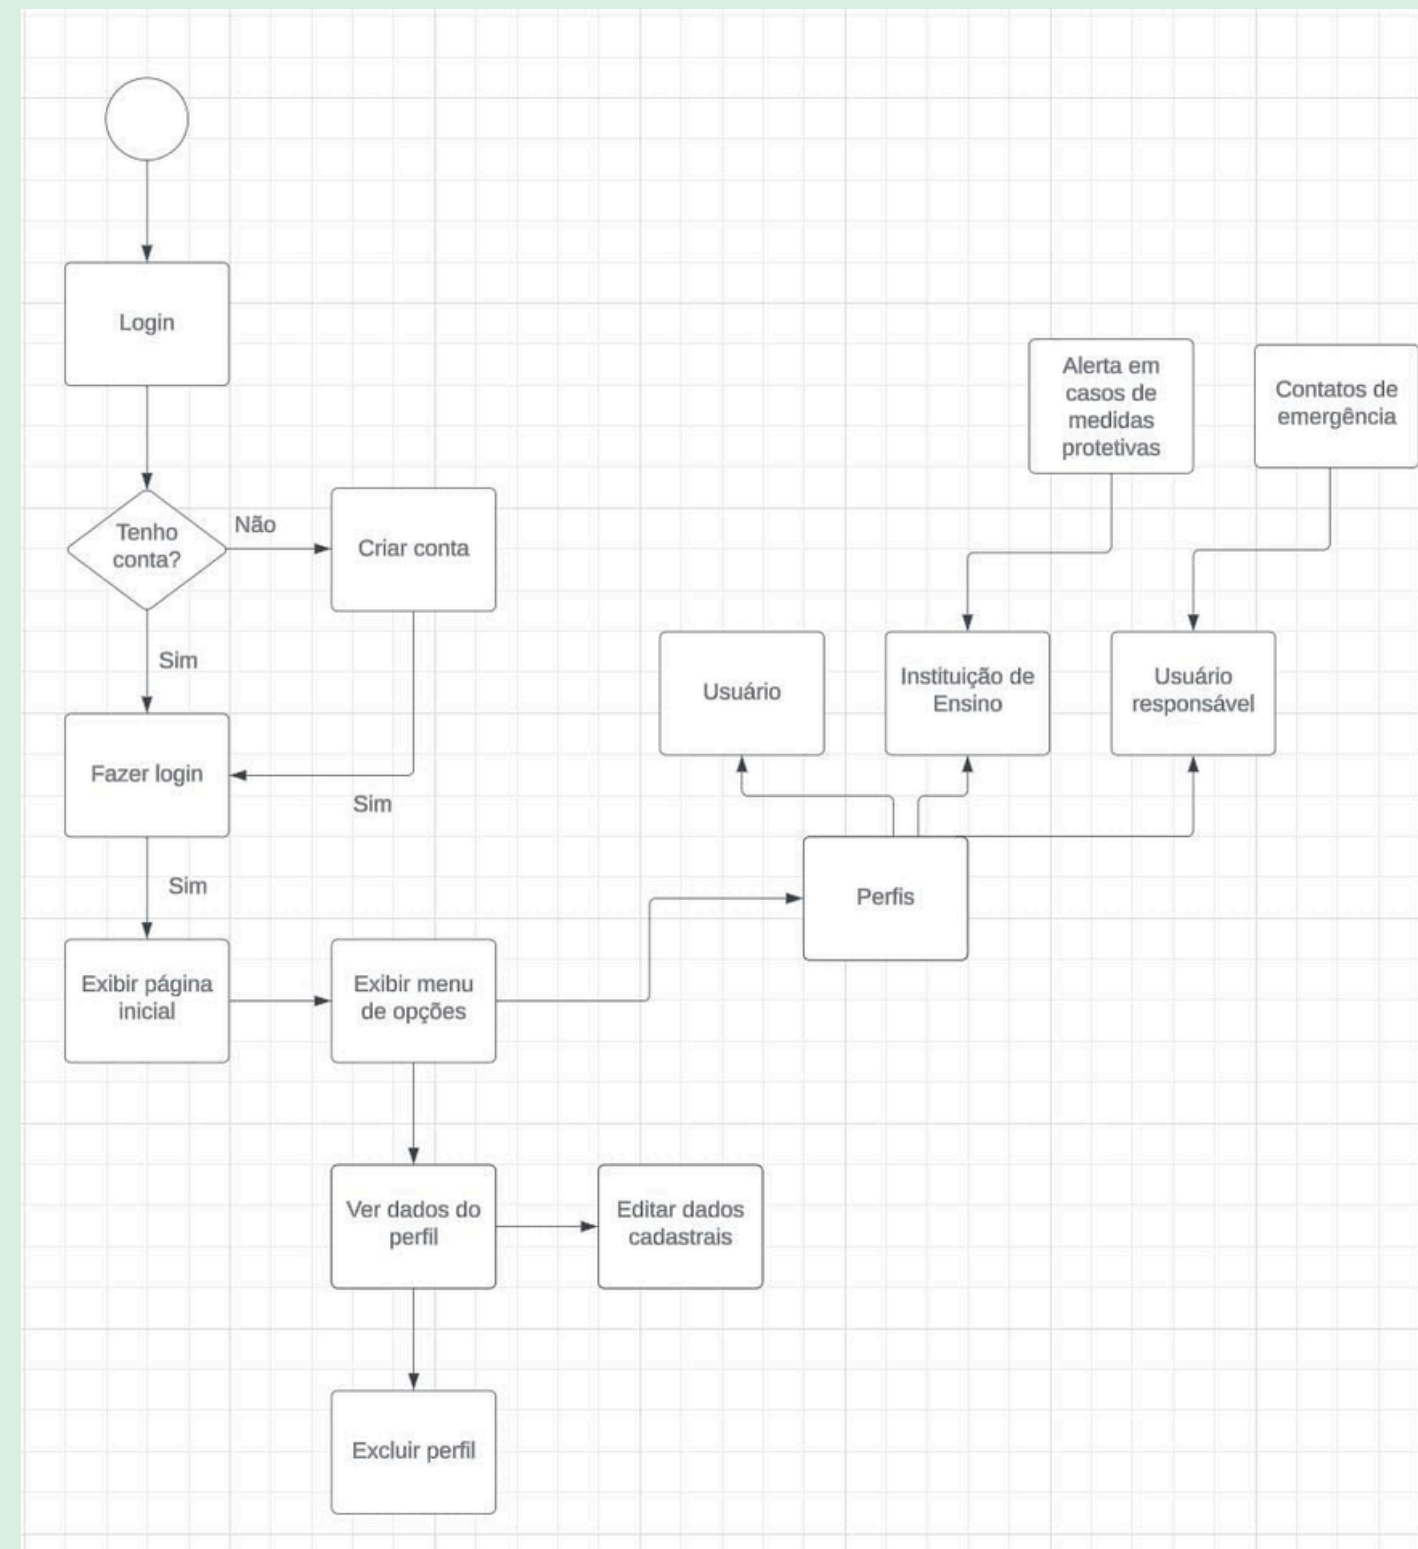 Login
Tenho
conta?
Não
Criar conta
Sim
Fazer login
Sim
Sim
Exibir página
inicial
Exibir menu
de opções
Ver dados do
perfil
Editar dados
cadastrais
Excluir perfil
Perfis
Usuário
Instituição de
Ensino
Usuário
responsável
Alerta em
casos de
medidas
protetivas
Contatos de
emergência